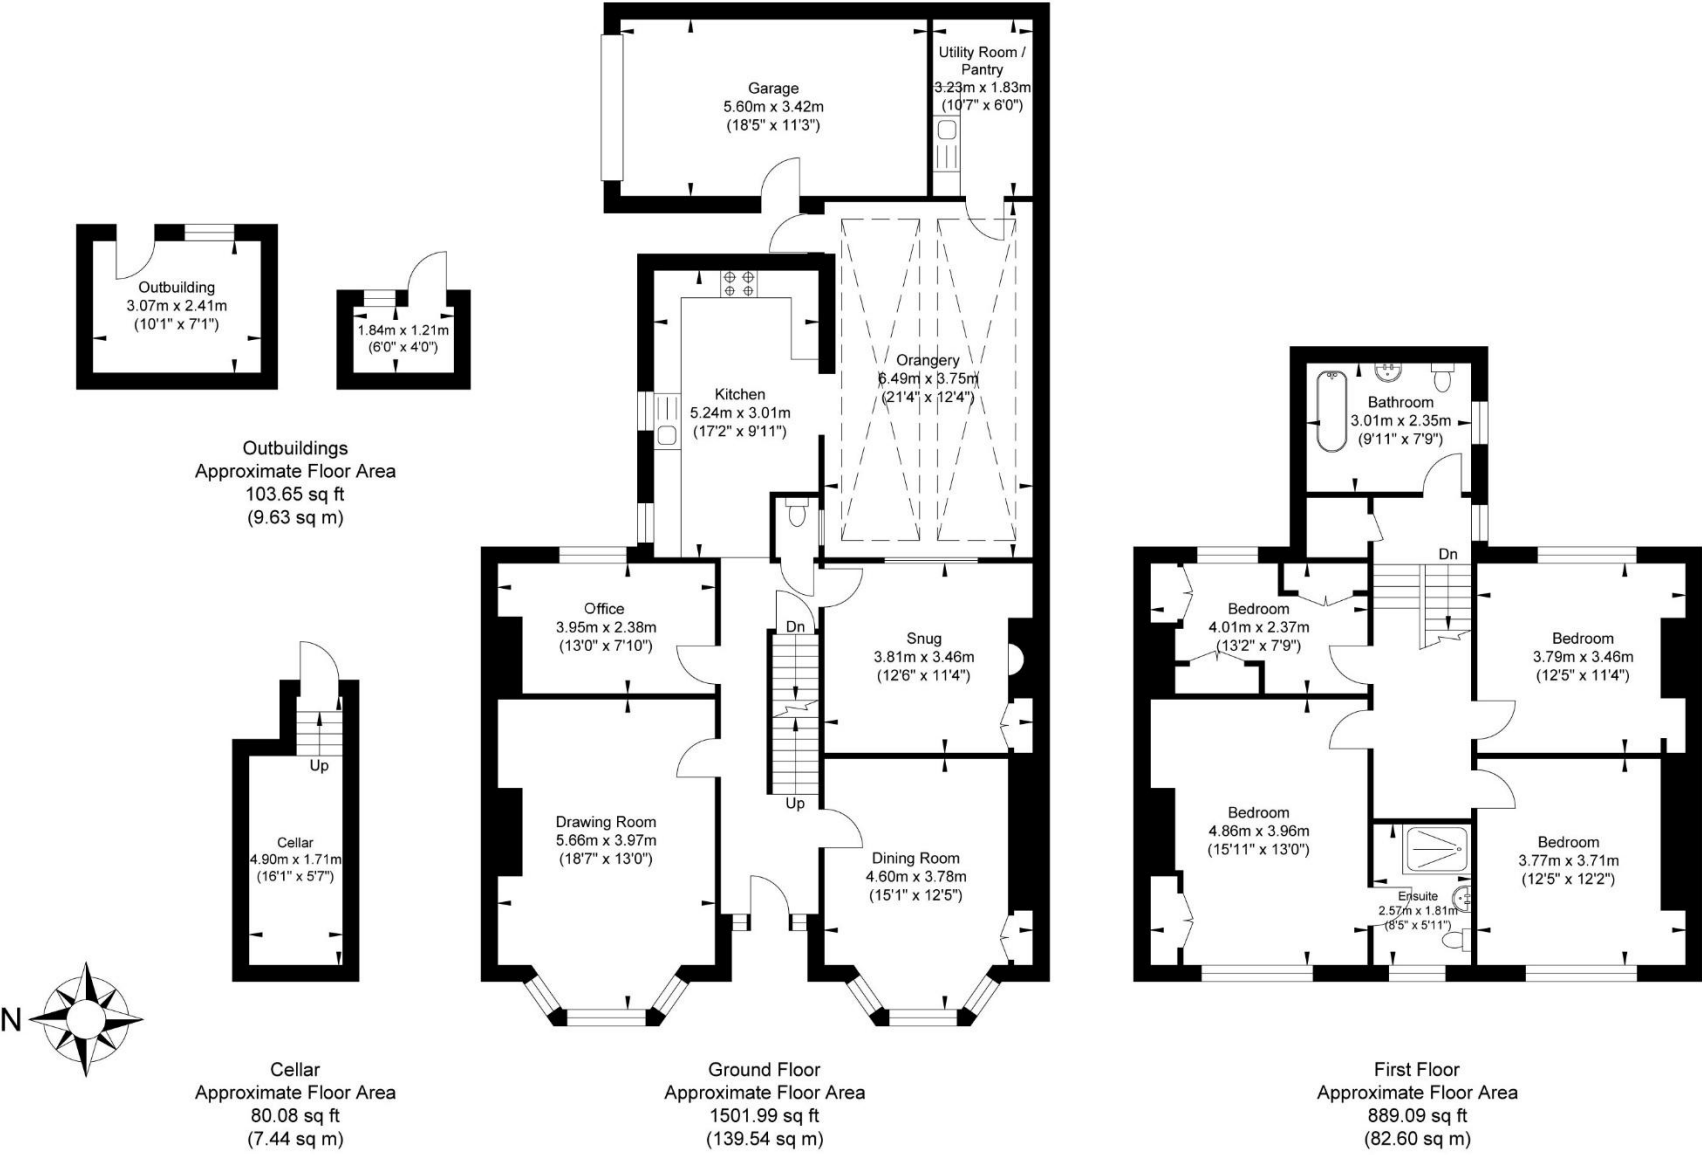 Garage
5.60m x 3.42m
(18'5" x 11'3")
Utility Room /
Pantry
3.23m x 1.83m
(10'7" x 6'0")
Outbuilding
3.07m x 2.41m
(10'1" x 7'1")
1.84m x 1.21m
(6'0" x 4'0")
Outbuildings
Approximate Floor Area
103.65 sq ft
(9.63 sq m)
Kitchen
5.24m x 3.01m
(17'2" x 9'11")
Orangery
6.49m x 3.75m
(21'4" x 12'4")
Office
3.95m x 2.38m
(13'0" x 7'10")
Dn
Snug
3.81m x 3.46m
(12'6" x 11'4")
Up
Drawing Room
5.66m x 3.97m
(18'7" x 13'0")
Dining Room
4.60m x 3.78m
(15'1" x 12'5")
Bathroom
3.01m x 2.35m
(9'11" x 7'9")
Dn
Bedroom
4.01m x 2.37m
(13'2" x 7'9")
Bedroom
3.79m x 3.46m
(12'5" x 11'4")
Bedroom
4.86m x 3.96m
(15'11" x 13'0")
Ensuite
2.57m x 1.81m
(8'5" x 5'11")
Bedroom
3.77m x 3.71m
(12'5" x 12'2")
Up
Cellar
4.90m x 1.71m
(16'1" x 5'7")
N
Cellar
Approximate Floor Area
80.08 sq ft
(7.44 sq m)
Ground Floor
Approximate Floor Area
1501.99 sq ft
(139.54 sq m)
First Floor
Approximate Floor Area
889.09 sq ft
(82.60 sq m)